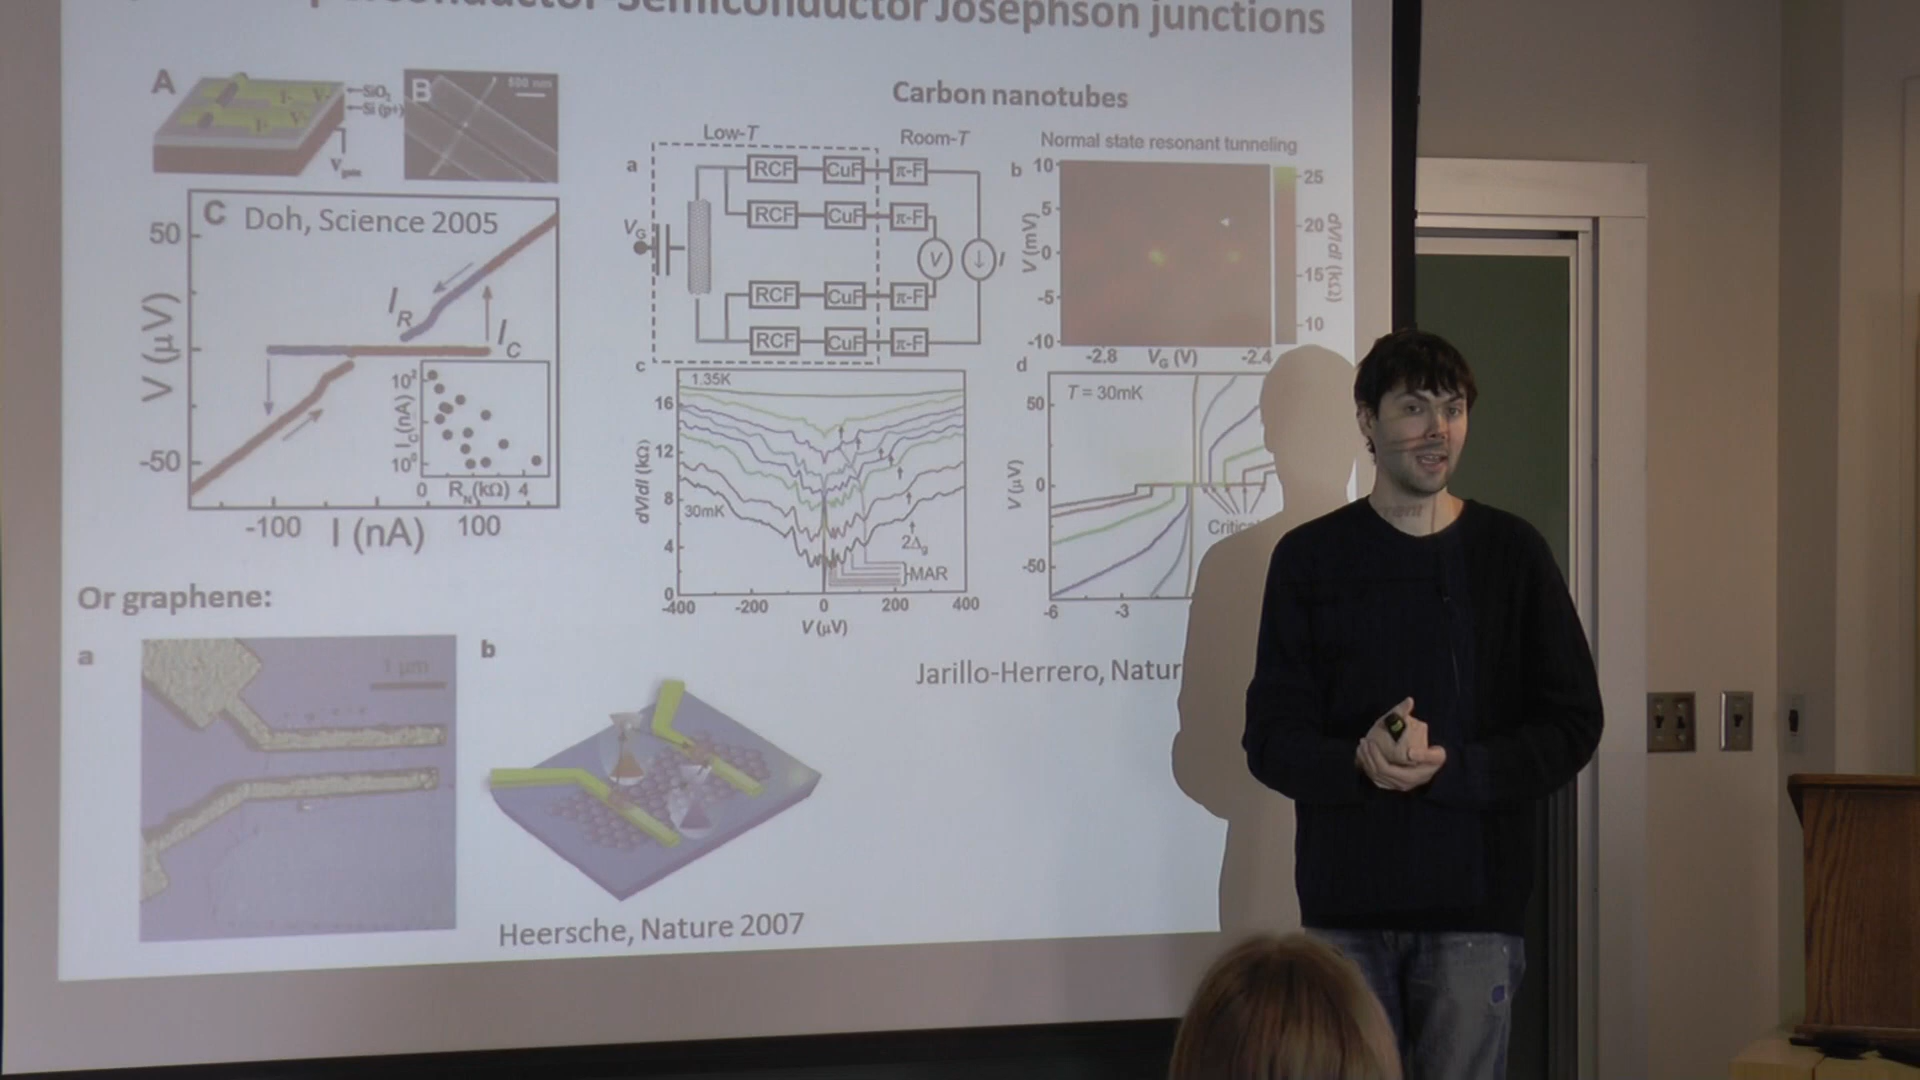 Semiconductor Josephson junctions
A
SiO2
Si (p+)
V gate
B
500 nm
C Doh, Science 2005
50
-50
V (μV)
IR
IC
10²
10⁰
IC(nA)
0 RN(kΩ) 4
-100 I (nA) 100
Carbon nanotubes
Low-T
Room-T
a
RCF CuF π-F
RCF CuF π-F
VG
V
I
RCF CuF π-F
RCF CuF π-F
Normal state resonant tunneling
b
10
5
0
-5
-10
V (mV)
25
20
15
10
dV/dI (kΩ)
-2.8 VG (V) -2.4
c
1.35K
16
12
8
4
0
dV/dI (kΩ)
30mK
2Δg
MAR
-400 -200 0 200 400
V (μV)
d
T = 30mK
50
0
-50
V (μV)
-6 -3
Jarillo-Herrero,
Or graphene:
a
1 μm
b
Heersche, Nature 2007